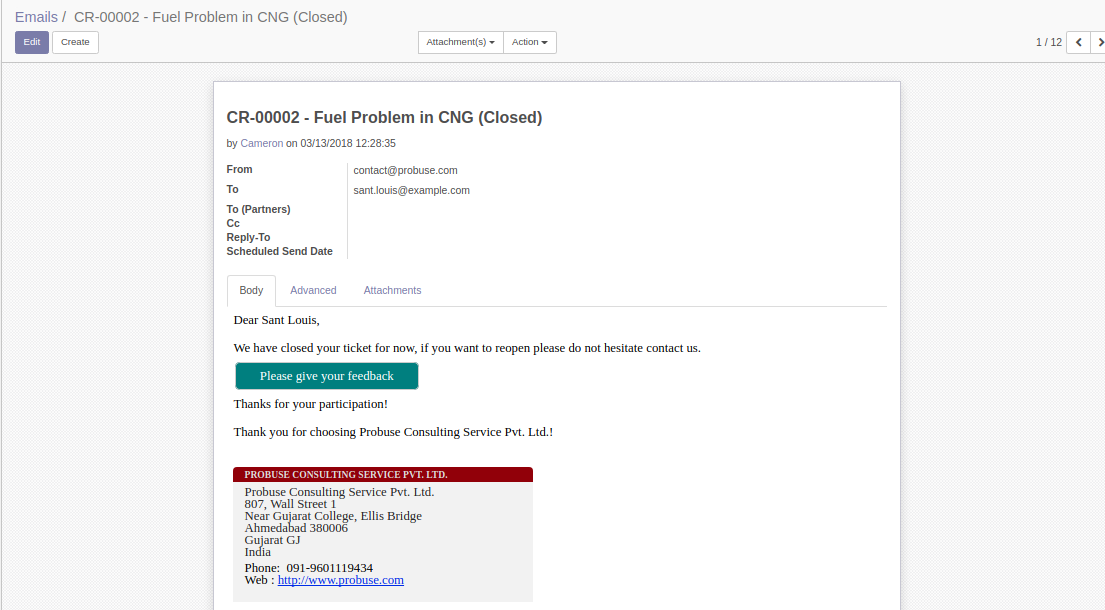 Emails / CR-00002 - Fuel Problem in CNG (Closed)
Edit Create Attachment(s) Action 1 / 12
CR-00002 - Fuel Problem in CNG (Closed)
by Cameron on 03/13/2018 12:28:35
From contact@probuse.com
To sant.louis@example.com
To (Partners)
Cc
Reply-To
Scheduled Send Date
Body Advanced Attachments
Dear Sant Louis,
We have closed your ticket for now, if you want to reopen please do not hesitate contact us.
Please give your feedback
Thanks for your participation!
Thank you for choosing Probuse Consulting Service Pvt. Ltd.!
PROBUSE CONSULTING SERVICE PVT. LTD.
Probuse Consulting Service Pvt. Ltd.
807, Wall Street 1
Near Gujarat College, Ellis Bridge
Ahmedabad 380006
Gujarat GJ
India
Phone:  091-9601119434
Web : http://www.probuse.com